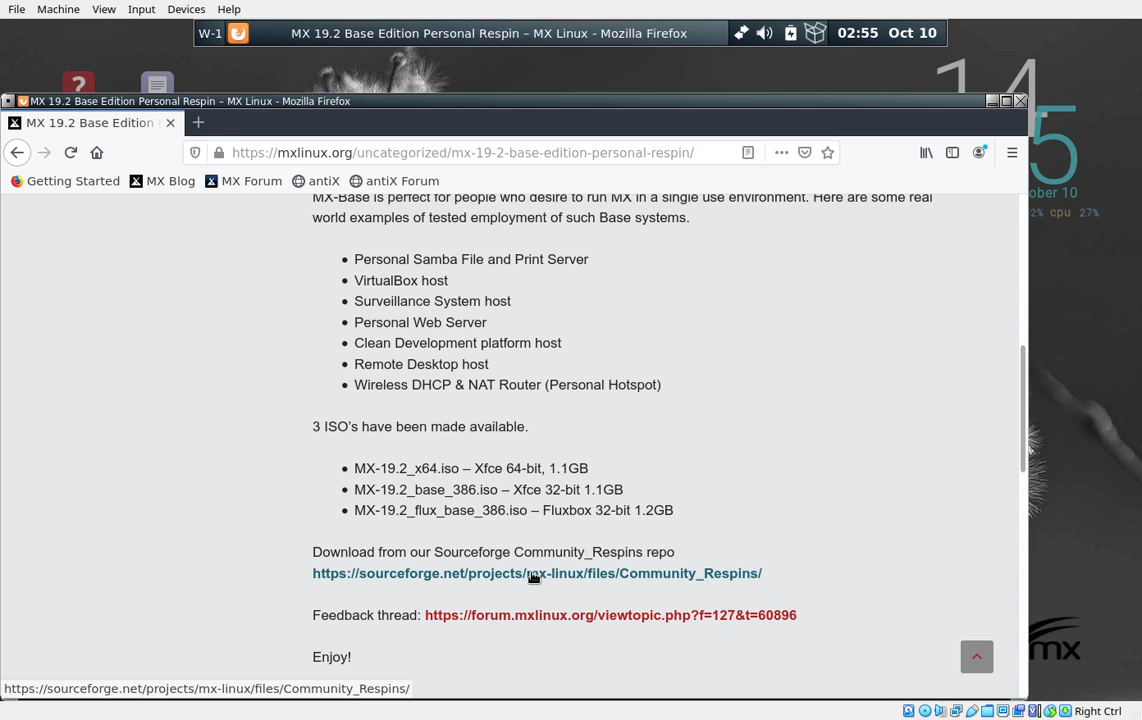 File Machine View Input Devices Help
W-1 MX 19.2 Base Edition Personal Respin – MX Linux - Mozilla Firefox 02:55 Oct 10
14
MX 19.2 Base Edition Personal Respin – MX Linux - Mozilla Firefox
MX 19.2 Base Edition
5
https://mxlinux.org/uncategorized/mx-19-2-base-edition-personal-respin/
Getting Started MX Blog MX Forum antiX antiX Forum
ober 10
2% cpu 27%
MX-Base is perfect for people who desire to run MX in a single use environment. Here are some real
world examples of tested employment of such Base systems.
Personal Samba File and Print Server
VirtualBox host
Surveillance System host
Personal Web Server
Clean Development platform host
Remote Desktop host
Wireless DHCP & NAT Router (Personal Hotspot)
3 ISO's have been made available.
MX-19.2_x64.iso – Xfce 64-bit, 1.1GB
MX-19.2_base_386.iso – Xfce 32-bit 1.1GB
MX-19.2_flux_base_386.iso – Fluxbox 32-bit 1.2GB
Download from our Sourceforge Community_Respins repo
https://sourceforge.net/projects/mx-linux/files/Community_Respins/
Feedback thread: https://forum.mxlinux.org/viewtopic.php?f=127&t=60896
Enjoy!
mx
https://sourceforge.net/projects/mx-linux/files/Community_Respins/
Right Ctrl